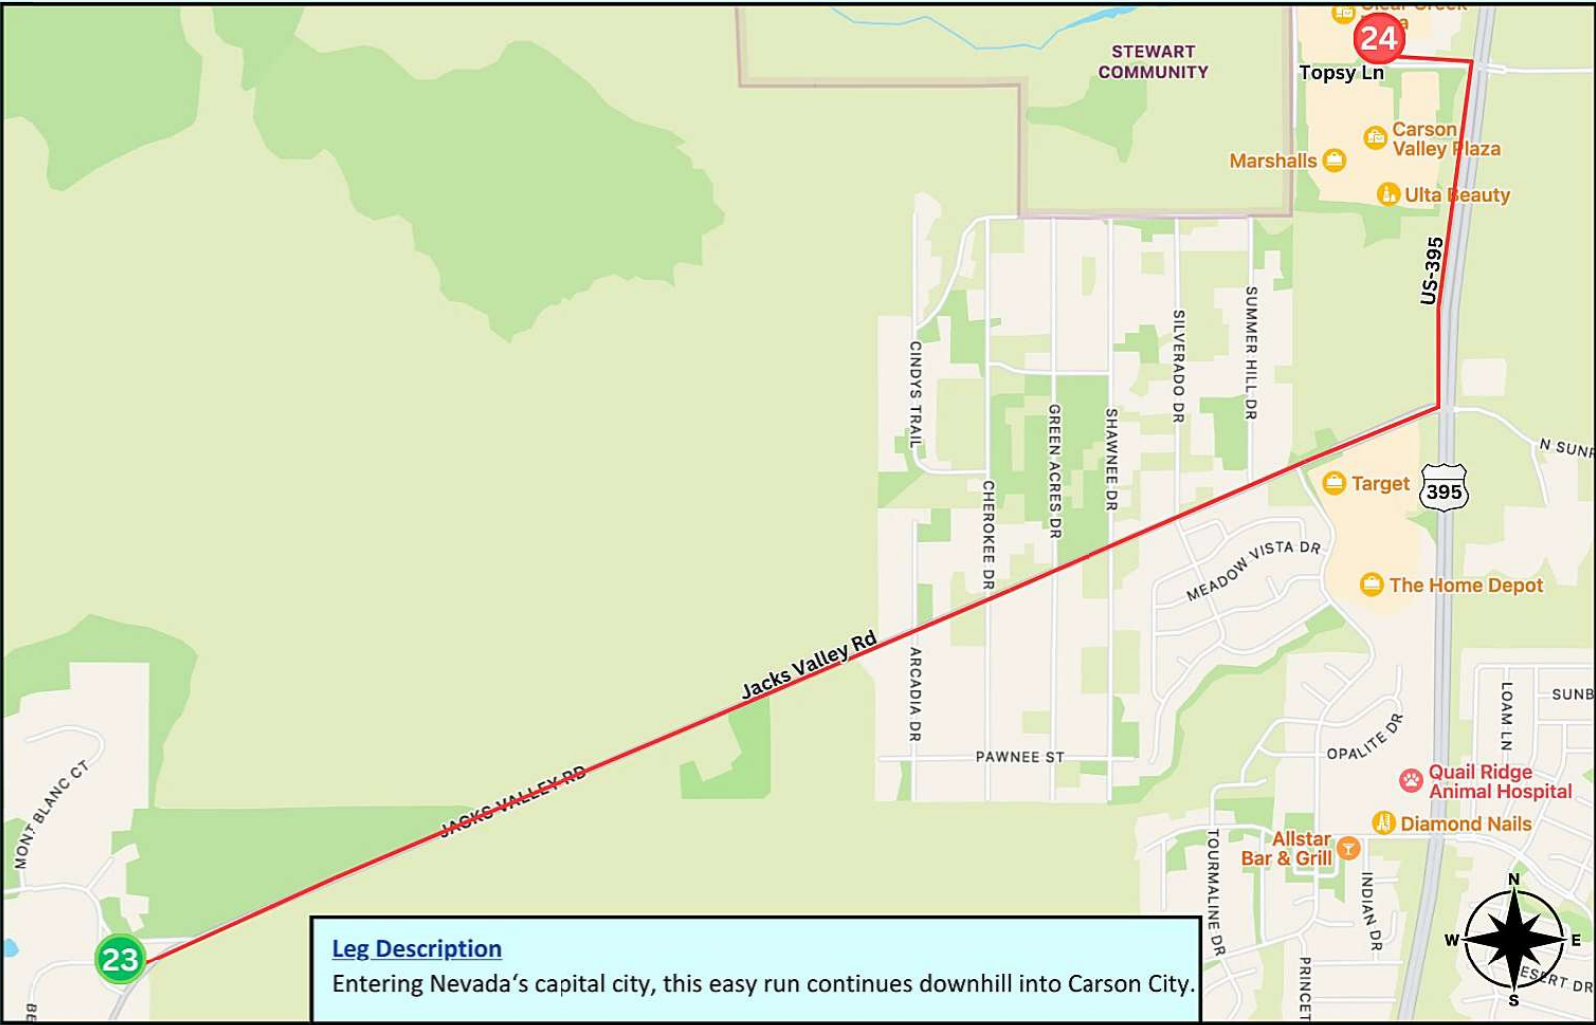 24
Topsy Ln
STEWART
COMMUNITY
Carson
Valley Plaza
Marshalls
Ulta Beauty
US-395
SUMMER HILL DR
SILVERADO DR
CINDYS TRAIL
GREEN ACRES DR
SHAWNEE DR
CHEROKEE DR
N SUNR
Target
395
MEADOW VISTA DR
The Home Depot
Jacks Valley Rd
ARCADIA DR
PAWNEE ST
OPALITE DR
LOAM LN
SUNB
JACKS VALLEY RD
MONT BLANC CT
Quail Ridge
Animal Hospital
Diamond Nails
Allstar
Bar & Grill
TOURMALINE DR
INDIAN DR
PRINCET
23
BE
Leg Description
Entering Nevada‘s capital city, this easy run continues downhill into Carson City.
N
W
E
S
ESERT DR